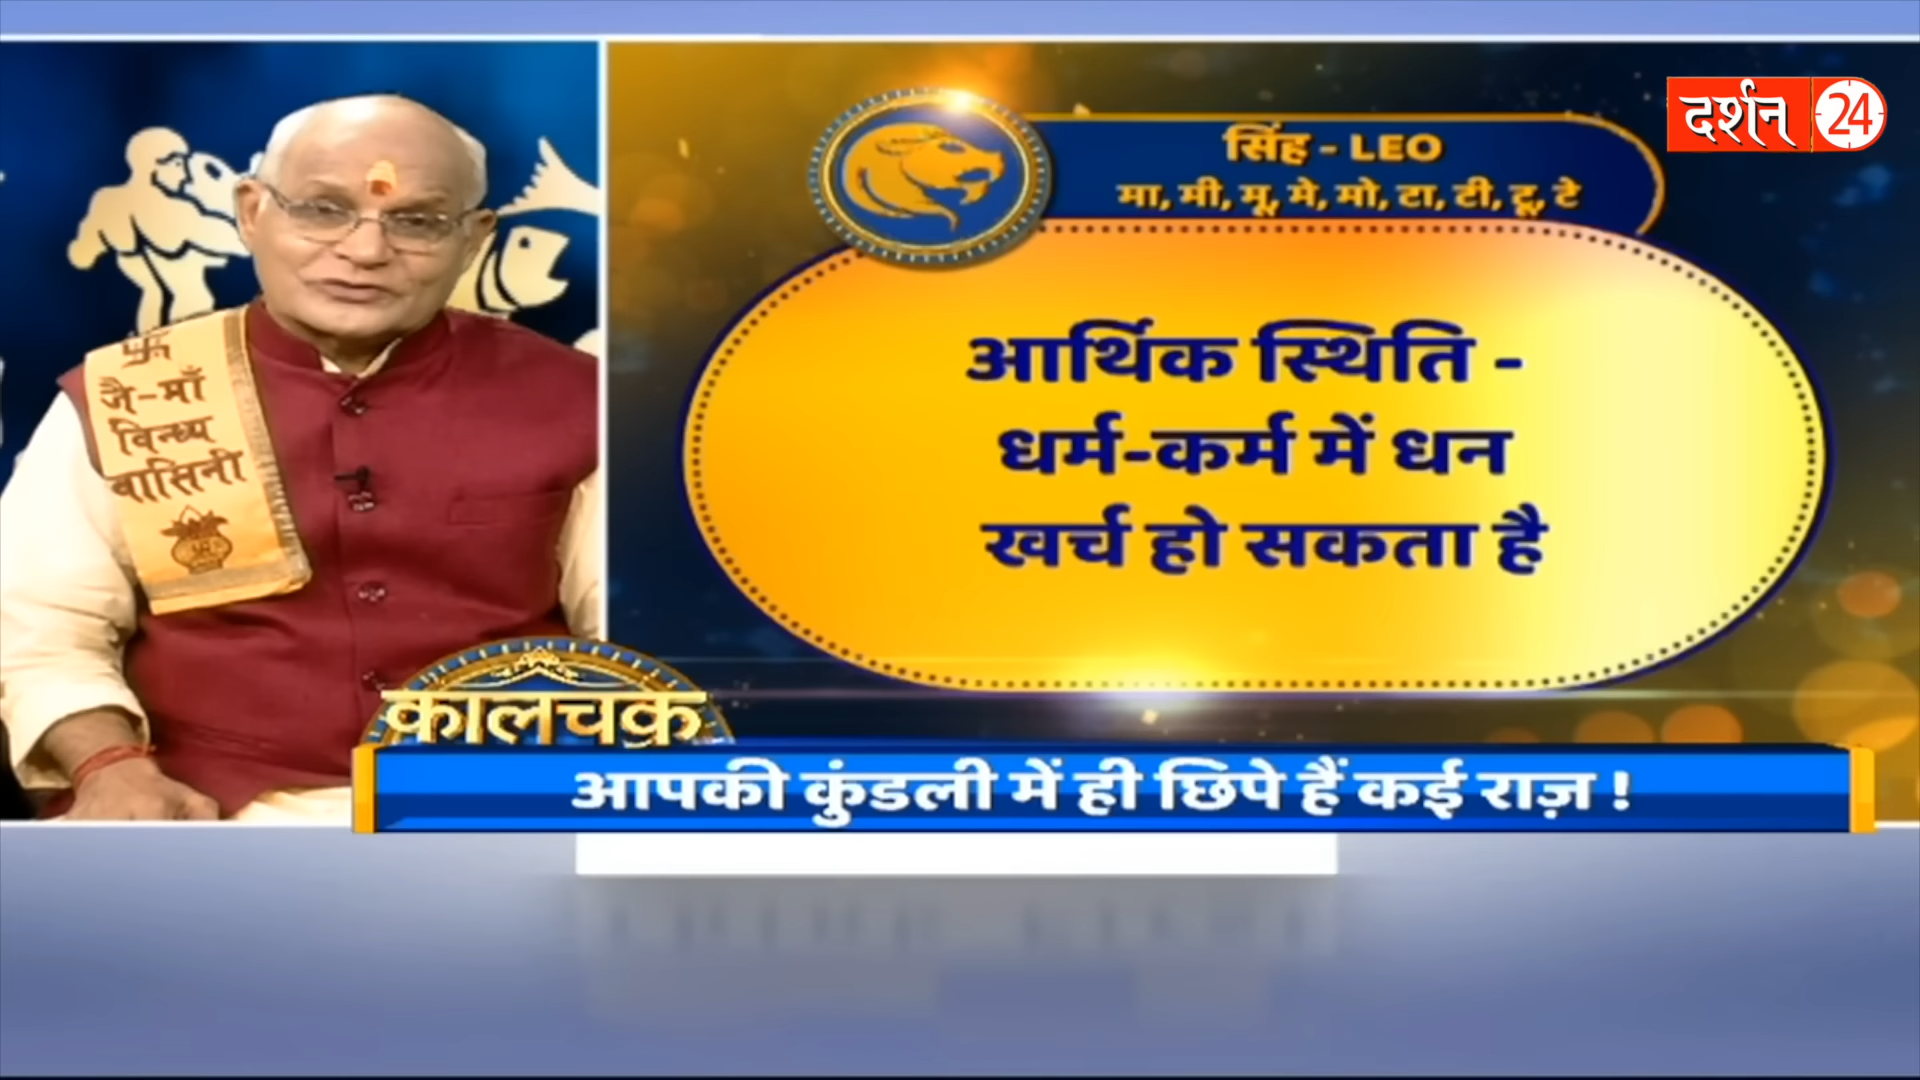 दर्शन 24
सिंह - LEO
मा, मी, मू, मे, मो, टा, टी, टू, टे
आर्थिक स्थिति -
धर्म-कर्म में धन
खर्च हो सकता है
जै-माँ
विन्ध्य
वासिनी
कालचक्र
आपकी कुंडली में ही छिपे हैं कई राज़ !